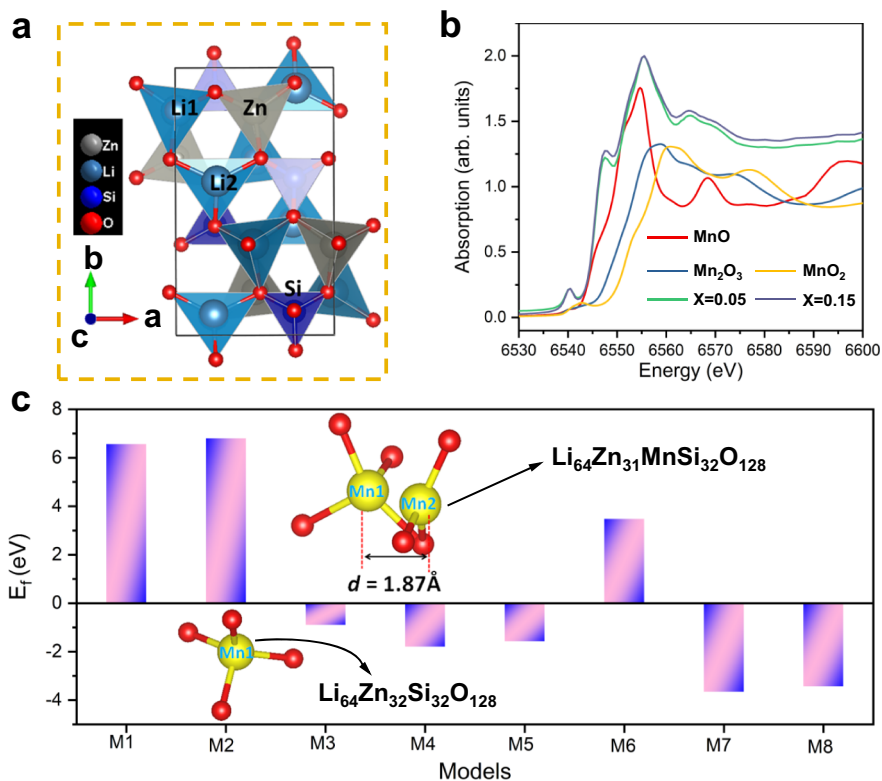 a
Li1
Zn
Li2
Si
Zn
Li
Si
O
b
c
a
b
Absorption (arb. units)
2.0
1.5
1.0
0.5
0.0
MnO
Mn₂O₃
MnO₂
X=0.05
X=0.15
6530 6540 6550 6560 6570 6580 6590 6600
Energy (eV)
c
E_f (eV)
8
6
4
2
0
-2
-4
Mn1
Mn2
d = 1.87Å
Li₆₄Zn₃₁MnSi₃₂O₁₂₈
Mn1
Li₆₄Zn₃₂Si₃₂O₁₂₈
M1 M2 M3 M4 M5 M6 M7 M8
Models